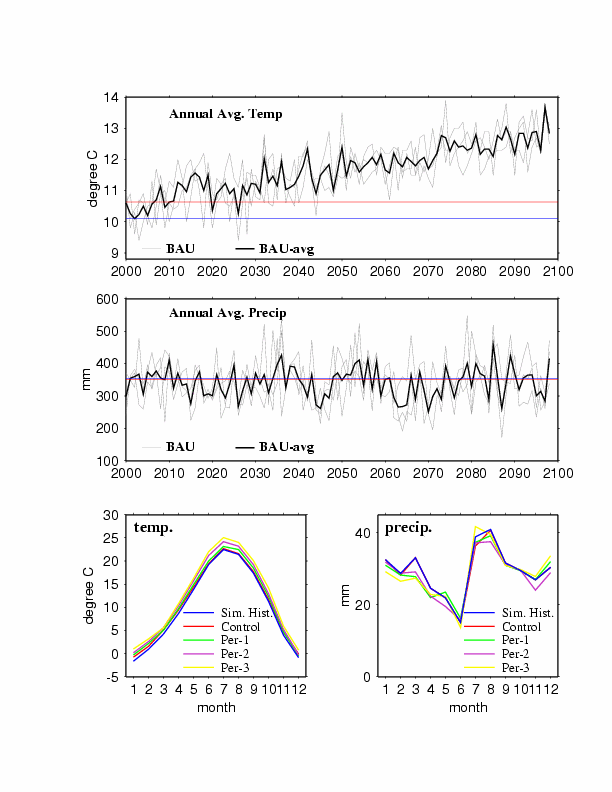 14
Annual Avg. Temp
13
12
11
10
9
degree C
BAU BAU-avg
2000 2010 2020 2030 2040 2050 2060 2070 2080 2090 2100
600
Annual Avg. Precip
500
400
300
200
100
mm
BAU BAU-avg
2000 2010 2020 2030 2040 2050 2060 2070 2080 2090 2100
30
25
20
15
10
5
0
-5
degree C
temp.
Sim. Hist.
Control
Per-1
Per-2
Per-3
1 2 3 4 5 6 7 8 9 10 11 12
month
40
20
0
mm
precip.
Sim. Hist.
Control
Per-1
Per-2
Per-3
1 2 3 4 5 6 7 8 9 10 11 12
month